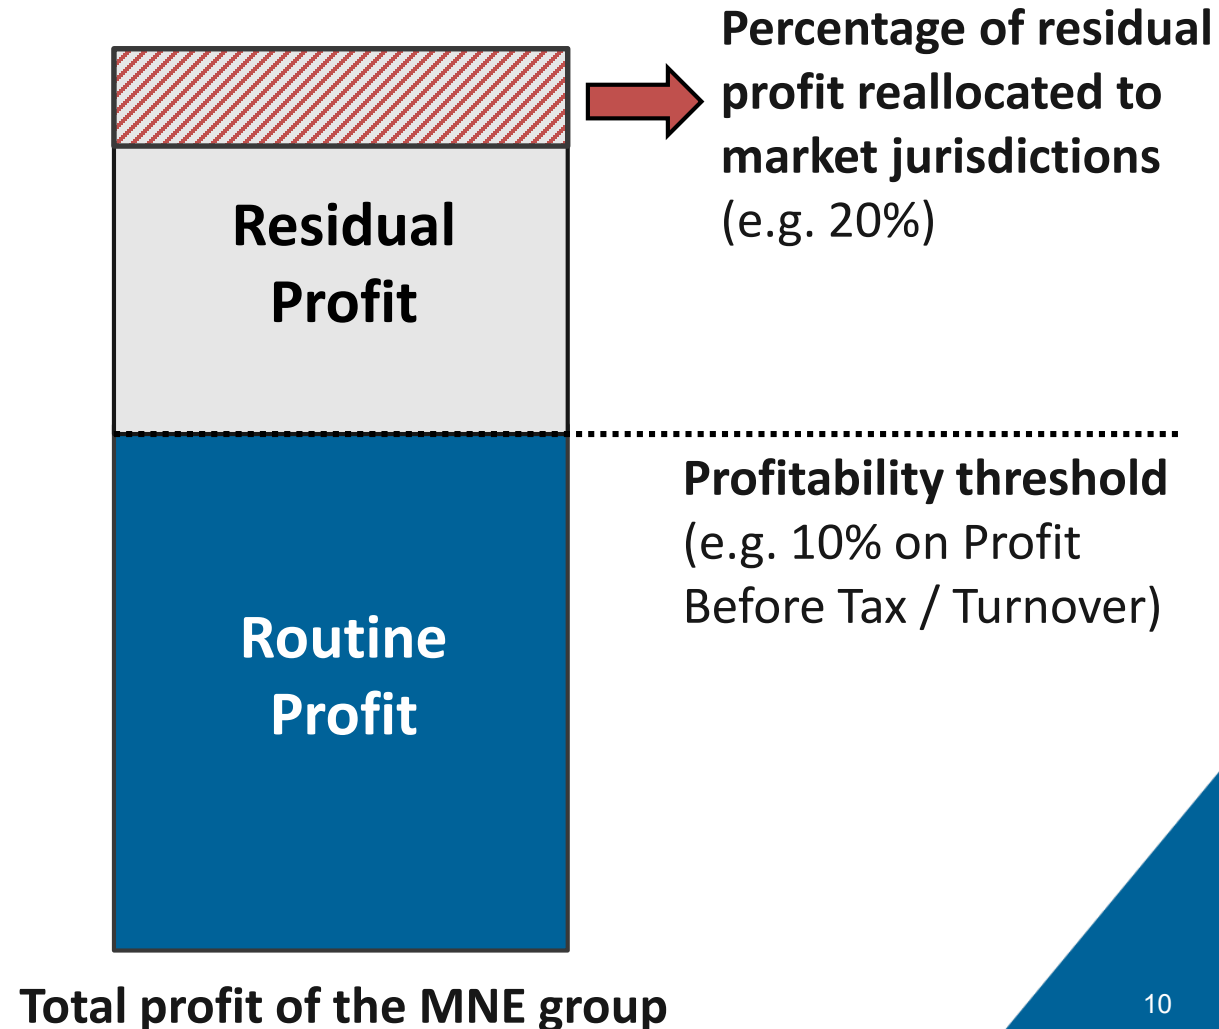 Percentage of residual
profit reallocated to
market jurisdictions
(e.g. 20%)
Residual
Profit
Profitability threshold
(e.g. 10% on Profit
Before Tax / Turnover)
Routine
Profit
Total profit of the MNE group
10